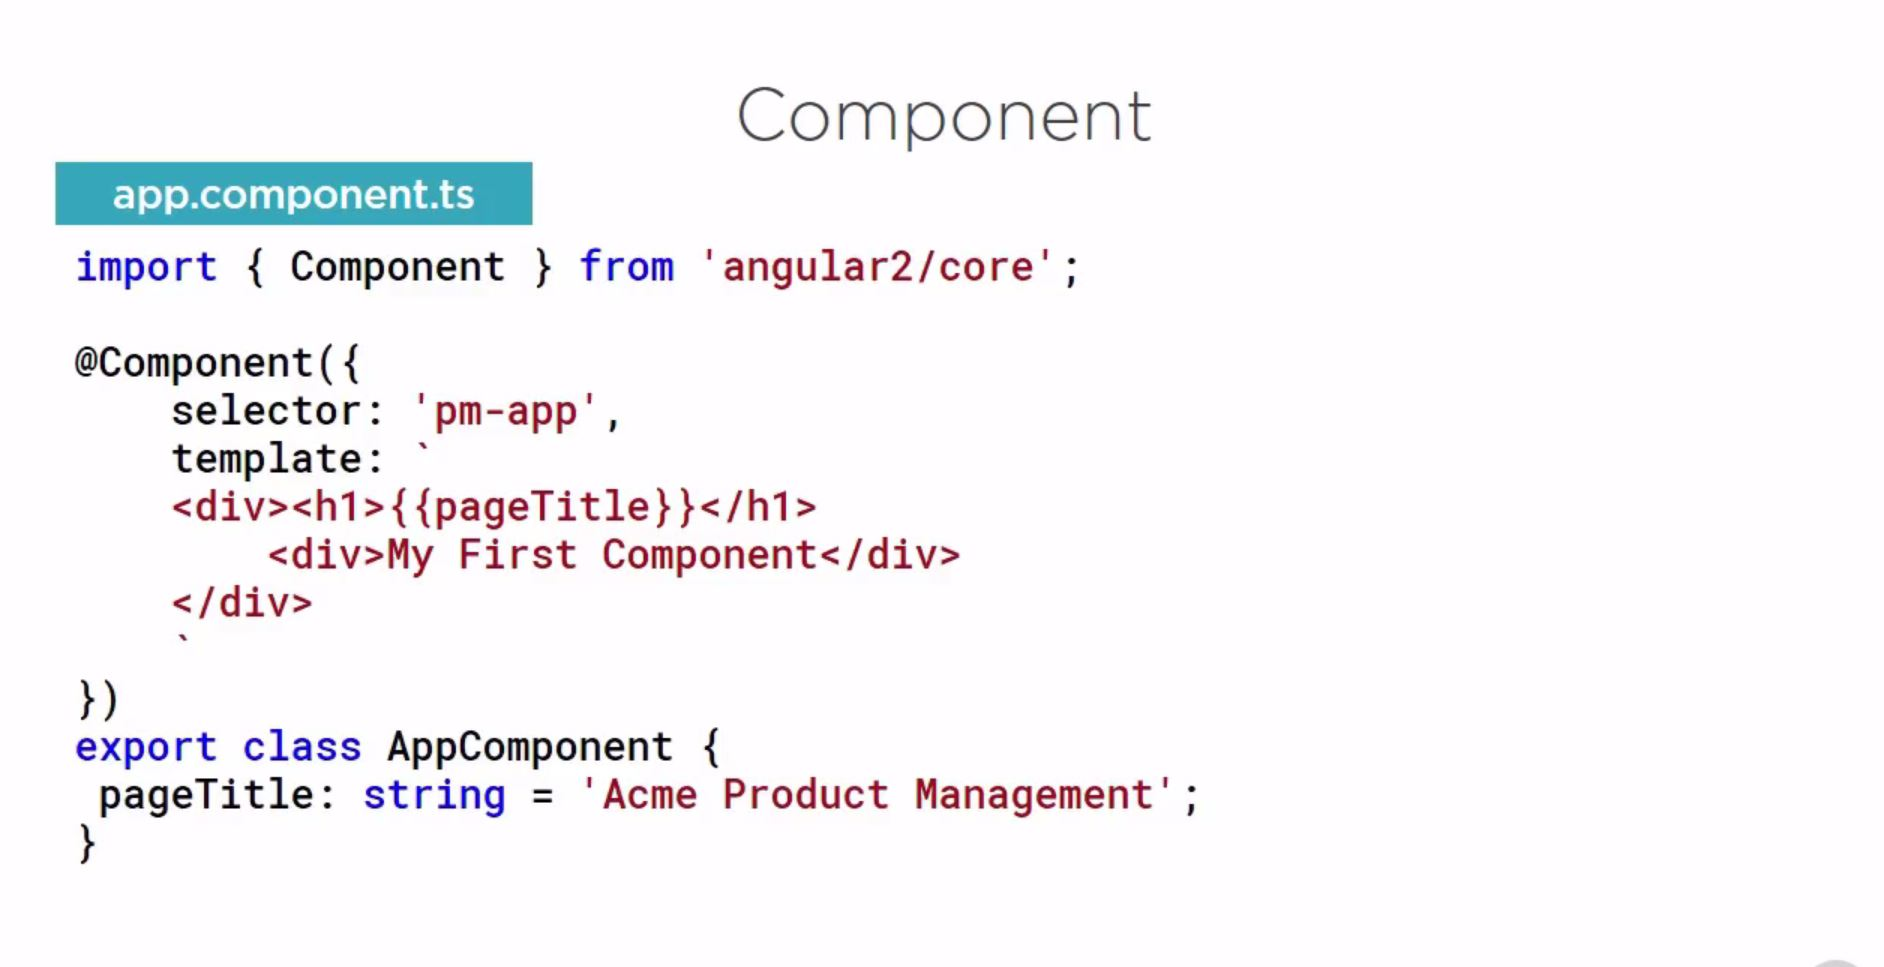 Component
app.component.ts
import { Component } from 'angular2/core';
@Component({
    selector: 'pm-app',
    template: `
    <div><h1>{{pageTitle}}</h1>
        <div>My First Component</div>
    </div>
    `
})
export class AppComponent {
 pageTitle: string = 'Acme Product Management';
}